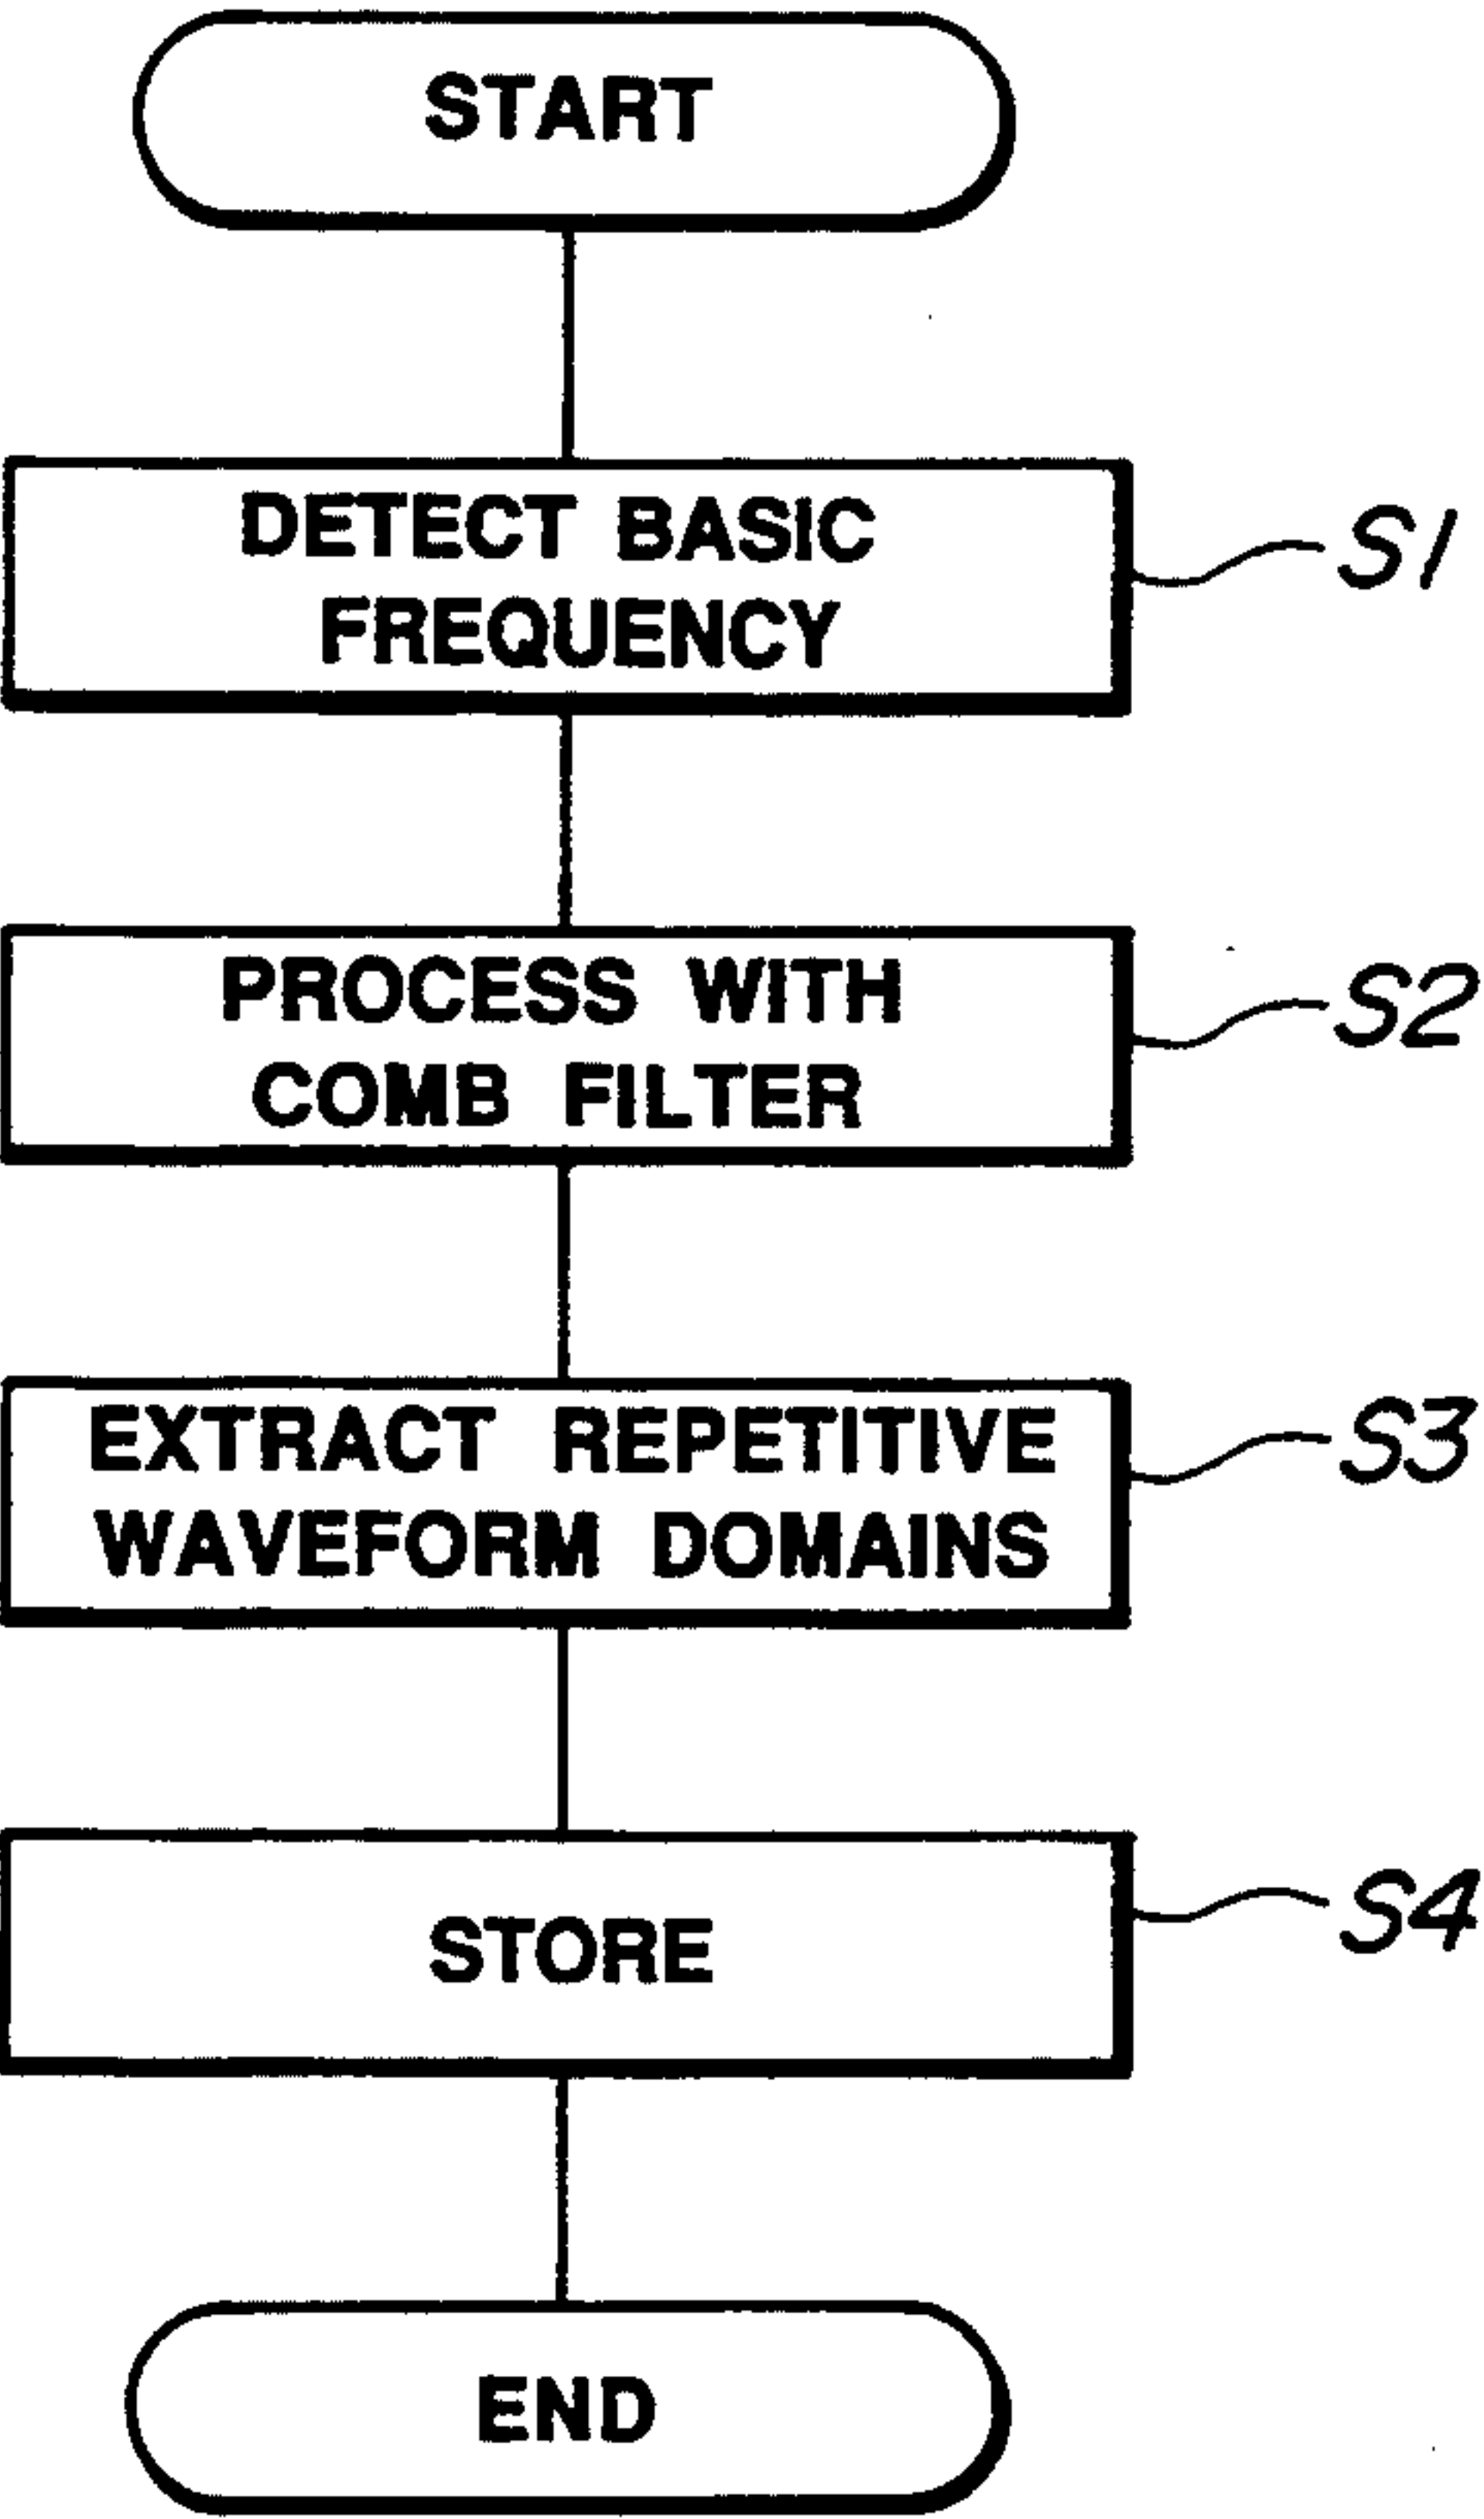 START
DETECT BASIC
FREQUENCY
S1
PROCESS WITH
COMB FILTER
S2
EXTRACT REPETITIVE
WAVEFORM DOMAINS
S3
STORE
S4
END